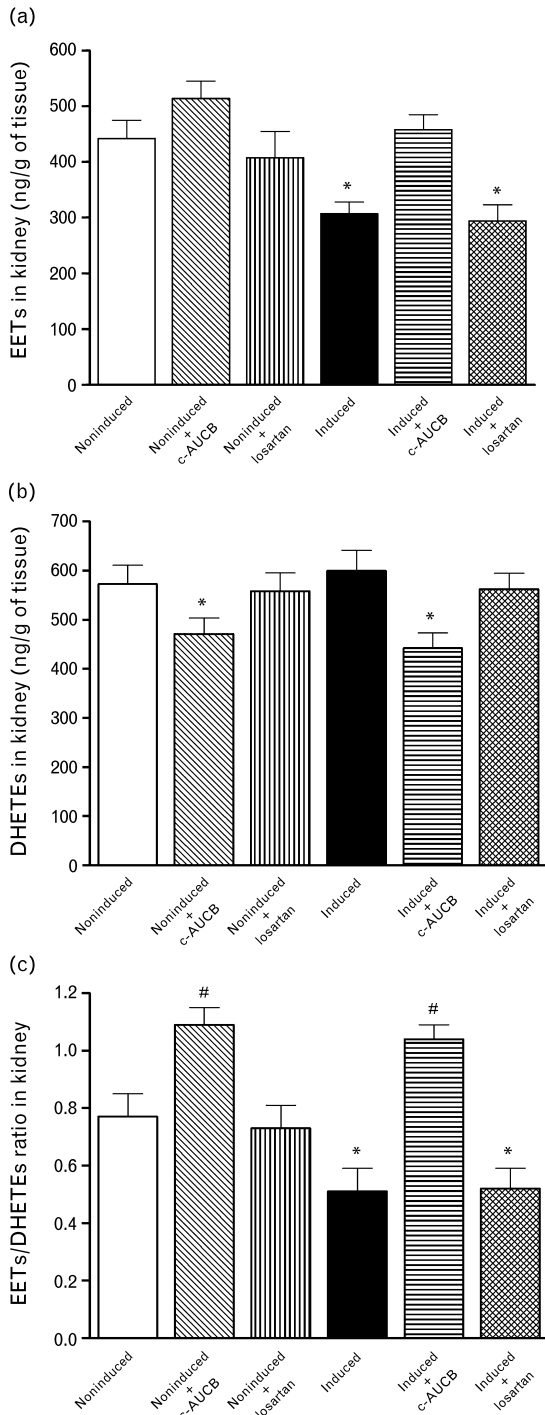 (a)
EETs in kidney (ng/g of tissue)
600
500
400
300
200
100
0
*
*
Noninduced
Noninduced
+
c-AUCB
Noninduced
+
losartan
Induced
Induced
+
c-AUCB
Induced
+
losartan
(b)
DHETEs in kidney (ng/g of tissue)
700
600
500
400
300
200
100
0
*
*
Noninduced
Noninduced
+
c-AUCB
Noninduced
+
losartan
Induced
Induced
+
c-AUCB
Induced
+
losartan
(c)
EETs/DHETEs ratio in kidney
1.2
1.0
0.8
0.6
0.4
0.2
0.0
#
*
#
*
Noninduced
Noninduced
+
c-AUCB
Noninduced
+
losartan
Induced
Induced
+
c-AUCB
Induced
+
losartan